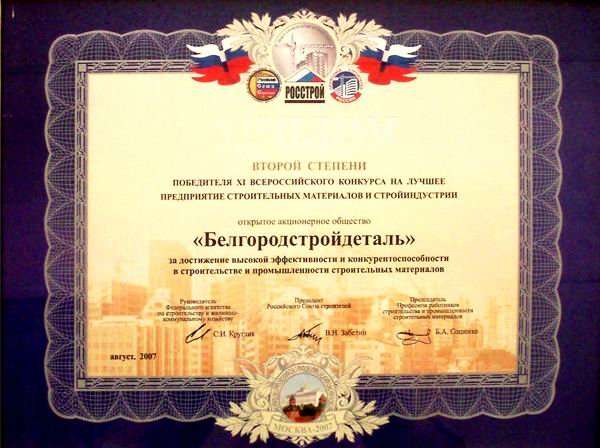 РОССТРОЙ
ВТОРОЙ СТЕПЕНИ
ПОБЕДИТЕЛЯ XI ВСЕРОССИЙСКОГО КОНКУРСА НА ЛУЧШЕЕ
ПРЕДПРИЯТИЕ СТРОИТЕЛЬНЫХ МАТЕРИАЛОВ И СТРОЙИНДУСТРИИ
открытое акционерное общество
«Белгородстройдеталь»
за достижение высокой эффективности и конкурентоспособности
в строительстве и промышленности строительных материалов
Руководитель
Федерального агентства
по строительству и жилищно-
коммунальному хозяйству
С.И. Круглик
Президент
Российского Союза строителей
В.Н. Забелин
Председатель
Профсоюза работников
строительства и промышленности
строительных материалов
Б.А. Сошенко
август, 2007
МОСКВА-2007